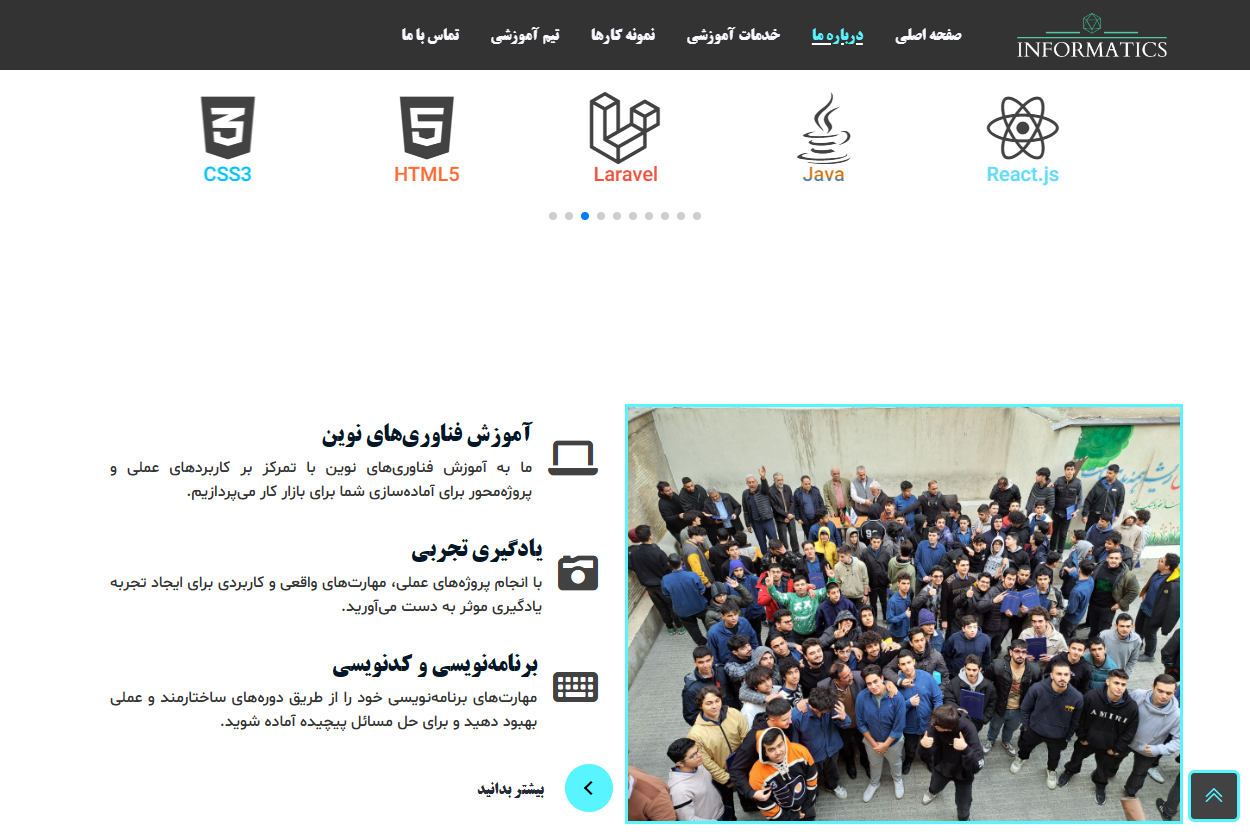 INFORMATICS
صفحه اصلی
درباره ما
خدمات آموزشی
نمونه کارها
تیم آموزشی
تماس با ما
React.js
Java
Laravel
HTML5
CSS3
آموزش فناوری‌های نوین
ما به آموزش فناوری‌های نوین با تمرکز بر کاربردهای عملی و
پروژه‌محور برای آماده‌سازی شما برای بازار کار می‌پردازیم.
یادگیری تجربی
با انجام پروژه‌های عملی، مهارت‌های واقعی و کاربردی برای ایجاد تجربه
یادگیری موثر به دست می‌آورید.
برنامه‌نویسی و کدنویسی
مهارت‌های برنامه‌نویسی خود را از طریق دوره‌های ساختارمند و عملی
بهبود دهید و برای حل مسائل پیچیده آماده شوید.
بیشتر بدانید
AMIRI